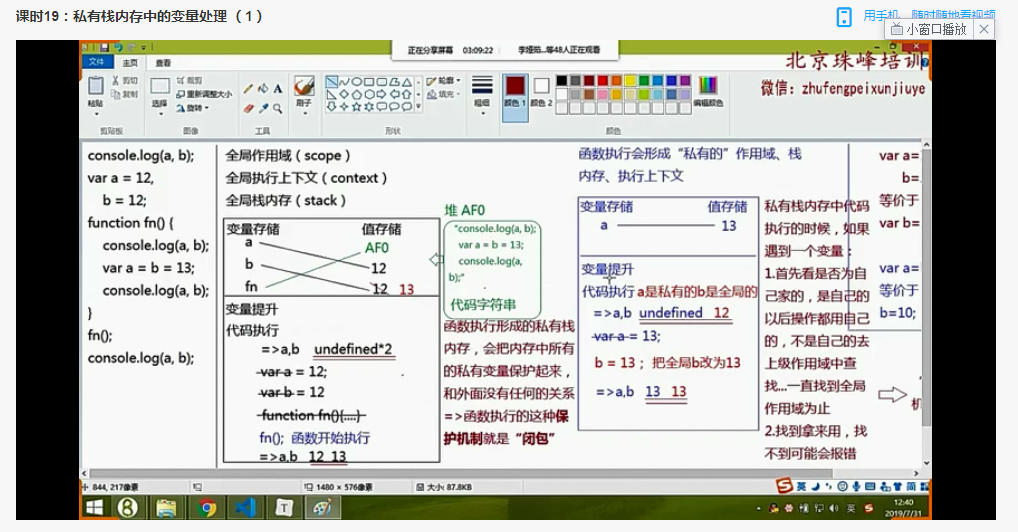 课时19：私有栈内存中的变量处理（1）
用手机，随时随地看视频
小窗口播放
正在分享屏幕 03:09:22 李娅茹...等48人正在观看
北京珠峰培训
微信：zhufengpeixunjiuye
文件 主页 查看
粘贴
剪切
复制
选择
裁剪
重新调整大小
旋转
刷子
轮廓
填充
粗细
颜色 1
颜色 2
编辑颜色
剪贴板 图像 工具 形状 颜色
console.log(a, b);
var a = 12,
b = 12;
function fn() {
console.log(a, b);
var a = b = 13;
console.log(a, b);
}
fn();
console.log(a, b);
全局作用域（scope）
全局执行上下文（context）
全局栈内存（stack）
变量存储 值存储
a AF0
b 12
fn 12 13
变量提升
代码执行
=>a,b undefined*2
var a = 12;
var b = 12
function fn(){....}
fn(); 函数开始执行
=>a,b 12 13
堆 AF0
"console.log(a, b);
var a = b = 13;
console.log(a,
b);"
代码字符串
函数执行形成的私有栈
内存，会把内存中所有
的私有变量保护起来，
和外面没有任何的关系
=>函数执行的这种保
护机制就是“闭包”
函数执行会形成“私有的”作用域、栈
内存、执行上下文
变量存储 值存储
a 13
变量提升
代码执行 a是私有的b是全局的
=>a,b undefined 12
var a = 13;
b = 13； 把全局b改为13
=>a,b 13 13
私有栈内存中代码
执行的时候，如果
遇到一个变量：
1.首先看是否为自
己家的，是自己的
以后操作都用自己
的，不是自己的去
上级作用域中查
找...一直找到全局
作用域为止
2.找到拿来用，找
不到可能会报错
var a=
b=
等价于
var b=
var a=
等价于
b=10;
机
844, 217像素
1480 × 576像素
大小: 87.8KB
英
简
英
12:40
2019/7/31